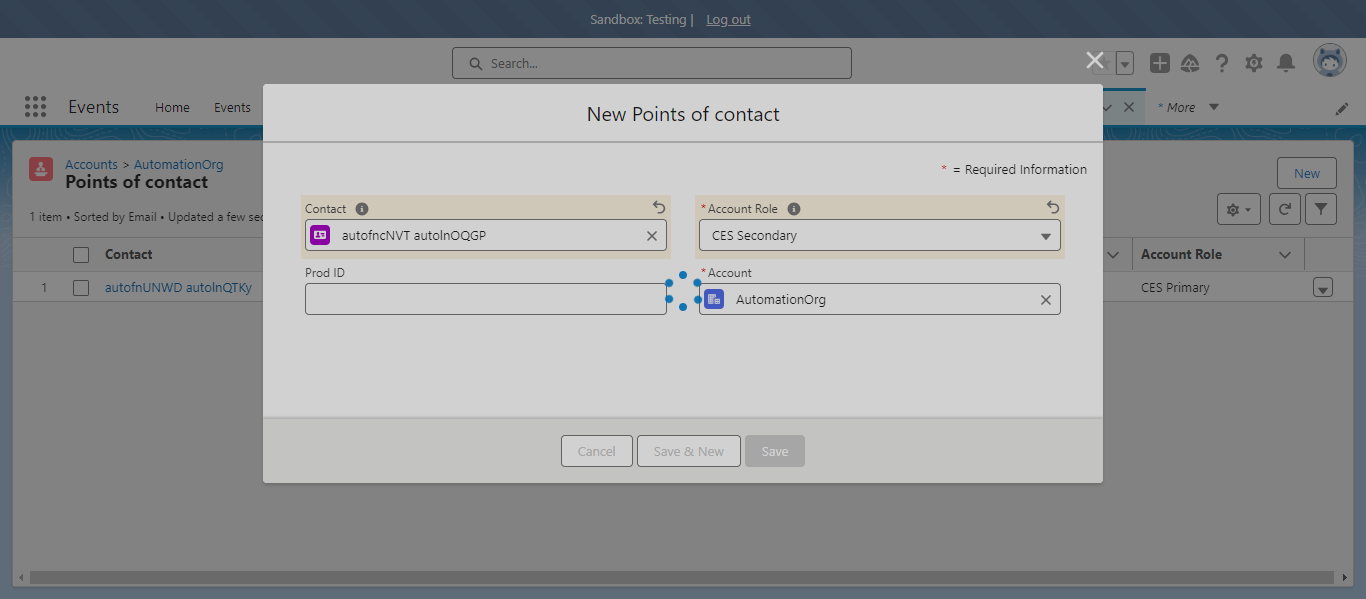 Sandbox: Testing | Log out
Search...
Events Home Events * More
New Points of contact
Accounts > AutomationOrg
Points of contact
* = Required Information
New
1 item • Sorted by Email • Updated a few sec
Contact *Account Role
autofncNVT autolnOQGP CES Secondary
Contact Account Role
Prod ID *Account
1 autofnUNWD autolnQTKy CES Primary
AutomationOrg
Cancel Save & New Save